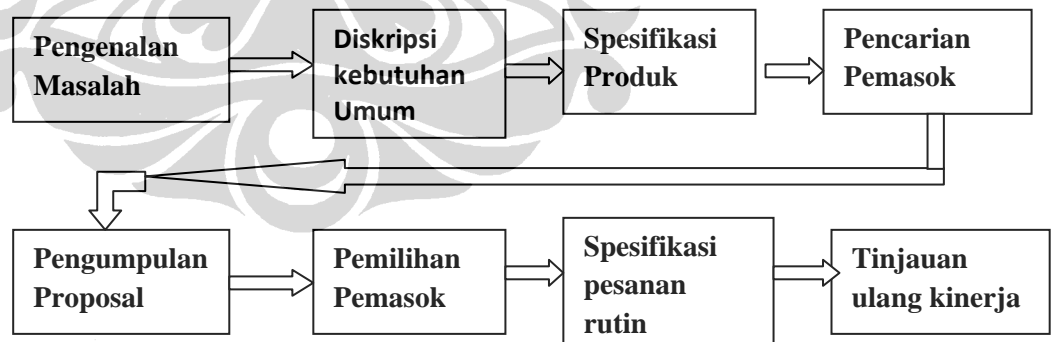 Pengenalan
Masalah
Diskripsi
kebutuhan
Umum
Spesifikasi
Produk
Pencarian
Pemasok
Pengumpulan
Proposal
Pemilihan
Pemasok
Spesifikasi
pesanan
rutin
Tinjauan
ulang kinerja